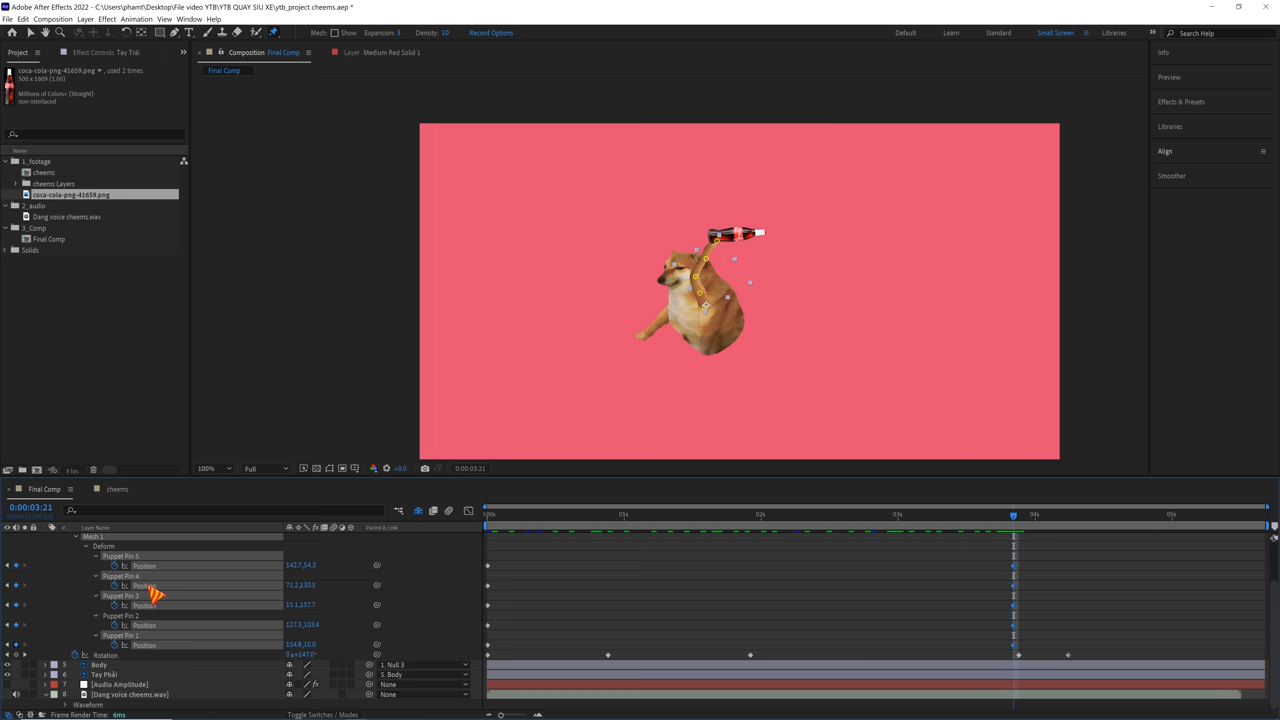 Adobe After Effects 2022 - C:\Users\phamt\Desktop\File video YTB\YTB QUAY SIU XE\ytb_project cheems.aep *
File Edit Composition Layer Effect Animation View Window Help
Mesh: Show Expansion: 3 Density: 10 Record Options Default Learn Standard Small Screen Libraries Search Help
Project Effect Controls Tay Trái Composition Final Comp Layer Medium Red Solid 1 Info
coca-cola-png-41659.png , used 2 times Final Comp
500 x 1869 (1.00)
Preview
Millions of Colors+ (Straight)
non-interlaced
Effects & Presets
Libraries
Name Align
1_footage
cheems Smoother
cheems Layers
coca-cola-png-41659.png
2_audio
Dang voice cheems.wav
3_Comp
Final Comp
Solids
8 bpc 100% Full +0.0 0:00:03:21
Final Comp cheems
0:00:03:21
# Layer Name Parent & Link :00s 01s 02s 03s 04s 05s
Mesh 1
Deform
Puppet Pin 5
Position 142.7,54.3
Puppet Pin 4
Position 71.2,130.5
Puppet Pin 3
Position 15.1,157.7
Puppet Pin 2
Position 127.3,103.4
Puppet Pin 1
Position 154.8,10.0
Rotation 0x+147.0°
5 Body 1. Null 3
6 Tay Phải 5. Body
7 [Audio Amplitude] None
8 [Dang voice cheems.wav] None
Waveform
Frame Render Time: 6ms Toggle Switches / Modes